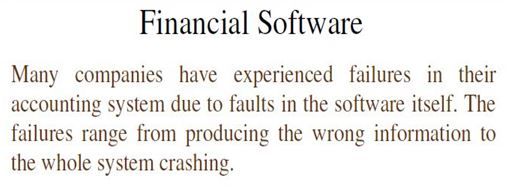 Financial Software
Many companies have experienced failures in their
accounting system due to faults in the software itself. The
failures range from producing the wrong information to
the whole system crashing.